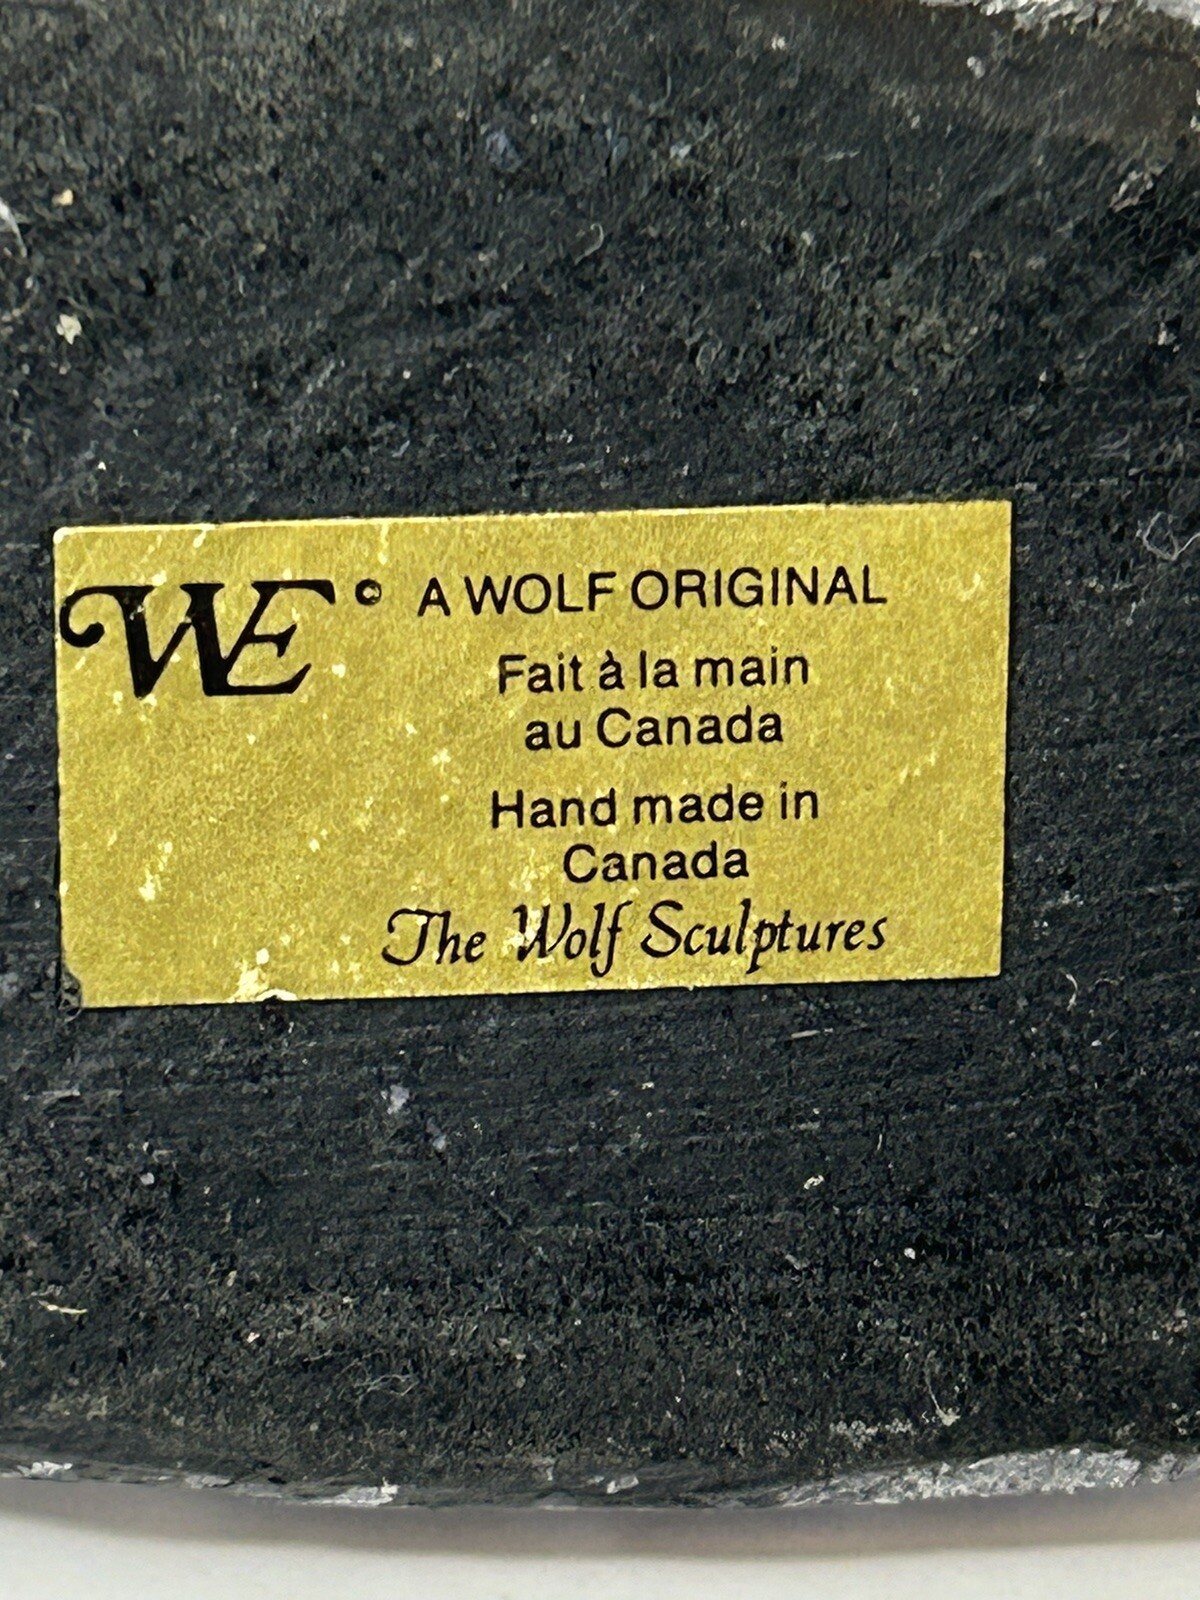 WE © A WOLF ORIGINAL
Fait à la main
au Canada
Hand made in
Canada
The Wolf Sculptures